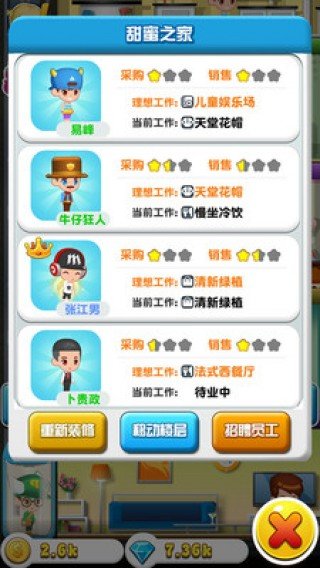 甜蜜之家
采购 销售
理想工作: 儿童娱乐场
当前工作: 天堂花帽
易峰
采购 销售
理想工作: 天堂花帽
当前工作: 慢坐冷饮
牛仔狂人
采购 销售
理想工作: 清新绿植
当前工作: 清新绿植
张江男
采购 销售
理想工作: 法式西餐厅
当前工作: 待业中
卜贵政
重新装修 移动楼层 招聘员工
2.6k 7.36k